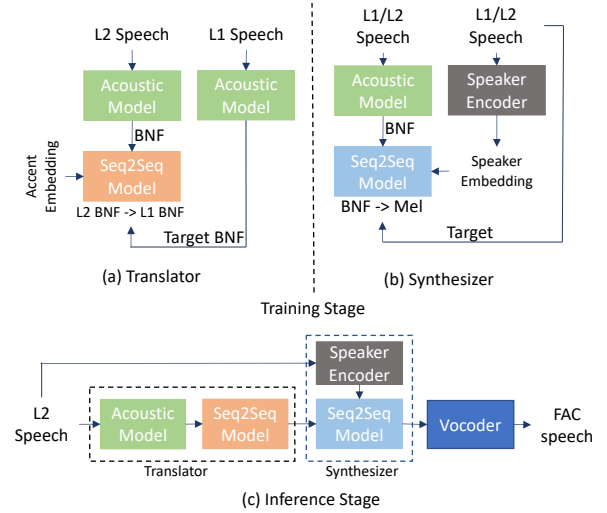 L2 Speech
L1 Speech
Acoustic
Model
Acoustic
Model
BNF
Accent
Embedding
Seq2Seq
Model
L2 BNF -> L1 BNF
Target BNF
(a) Translator
L1/L2
Speech
L1/L2
Speech
Acoustic
Model
Speaker
Encoder
BNF
Seq2Seq
Model
Speaker
Embedding
BNF -> Mel
Target
(b) Synthesizer
Training Stage
Speaker
Encoder
L2
Speech
Acoustic
Model
Seq2Seq
Model
Seq2Seq
Model
Vocoder
FAC
speech
Translator
Synthesizer
(c) Inference Stage